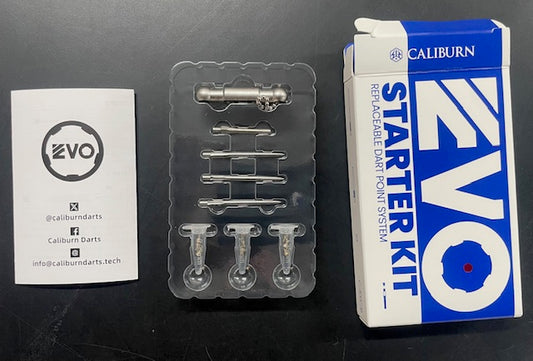 EVO
@caliburndarts
Caliburn Darts
info@caliburndarts.tech
CALIBURN
EVO
STARTER KIT
REPLACEABLE DART POINT SYSTEM